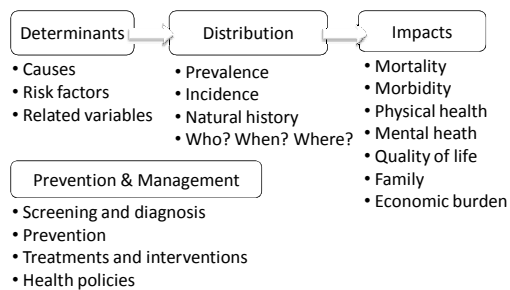 Determinants
• Causes
• Risk factors
• Related variables
Distribution
• Prevalence
• Incidence
• Natural history
• Who? When? Where?
Impacts
• Mortality
• Morbidity
• Physical health
• Mental heath
• Quality of life
• Family
• Economic burden
Prevention & Management
• Screening and diagnosis
• Prevention
• Treatments and interventions
• Health policies